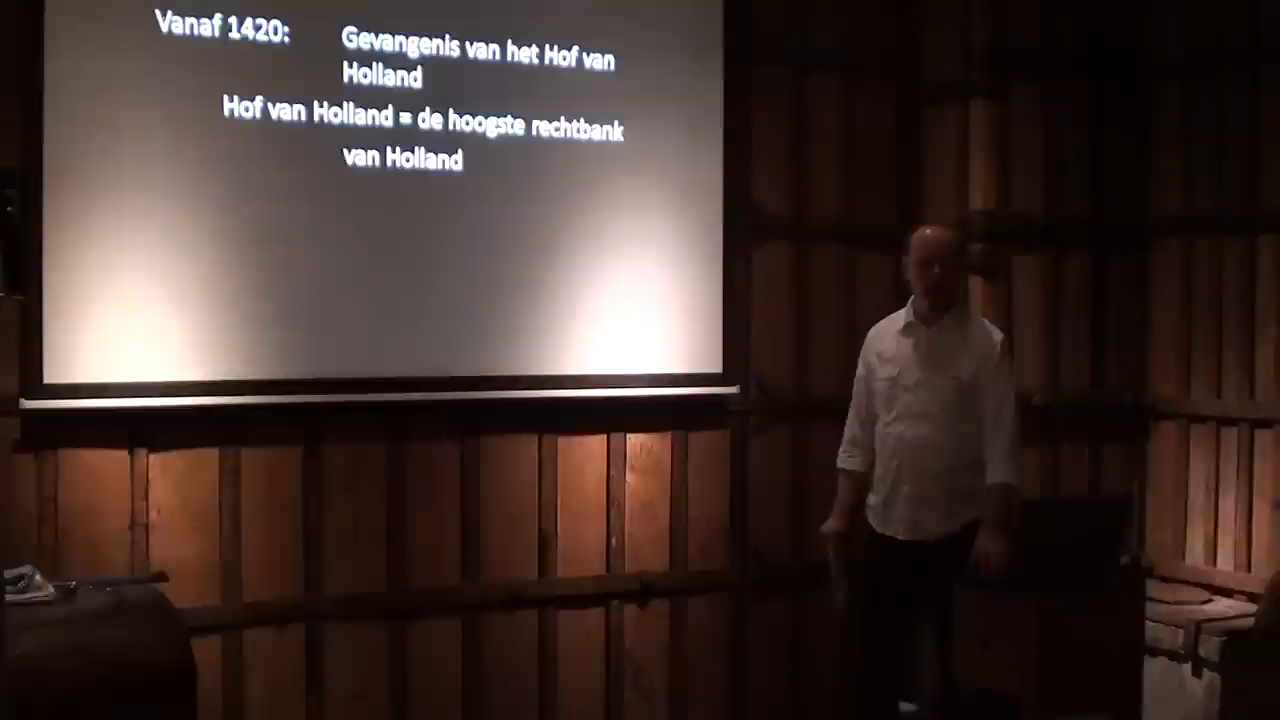 Vanaf 1420: Gevangenis van het Hof van
Holland
Hof van Holland = de hoogste rechtbank
van Holland